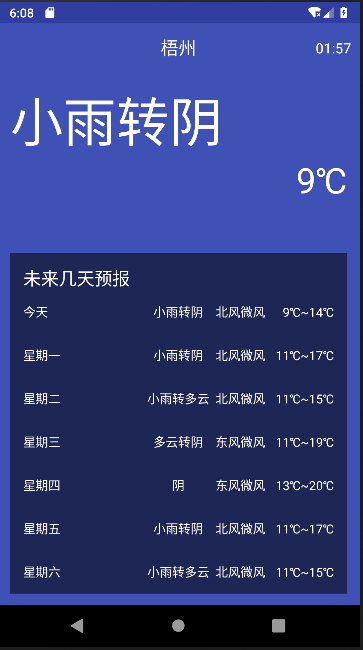 6:08
梧州 01:57
小雨转阴
9℃
未来几天预报
今天 小雨转阴 北风微风 9℃~14℃
星期一 小雨转阴 北风微风 11℃~17℃
星期二 小雨转多云 北风微风 11℃~15℃
星期三 多云转阴 东风微风 11℃~19℃
星期四 阴 东风微风 13℃~20℃
星期五 小雨转阴 北风微风 11℃~17℃
星期六 小雨转多云 北风微风 11℃~15℃